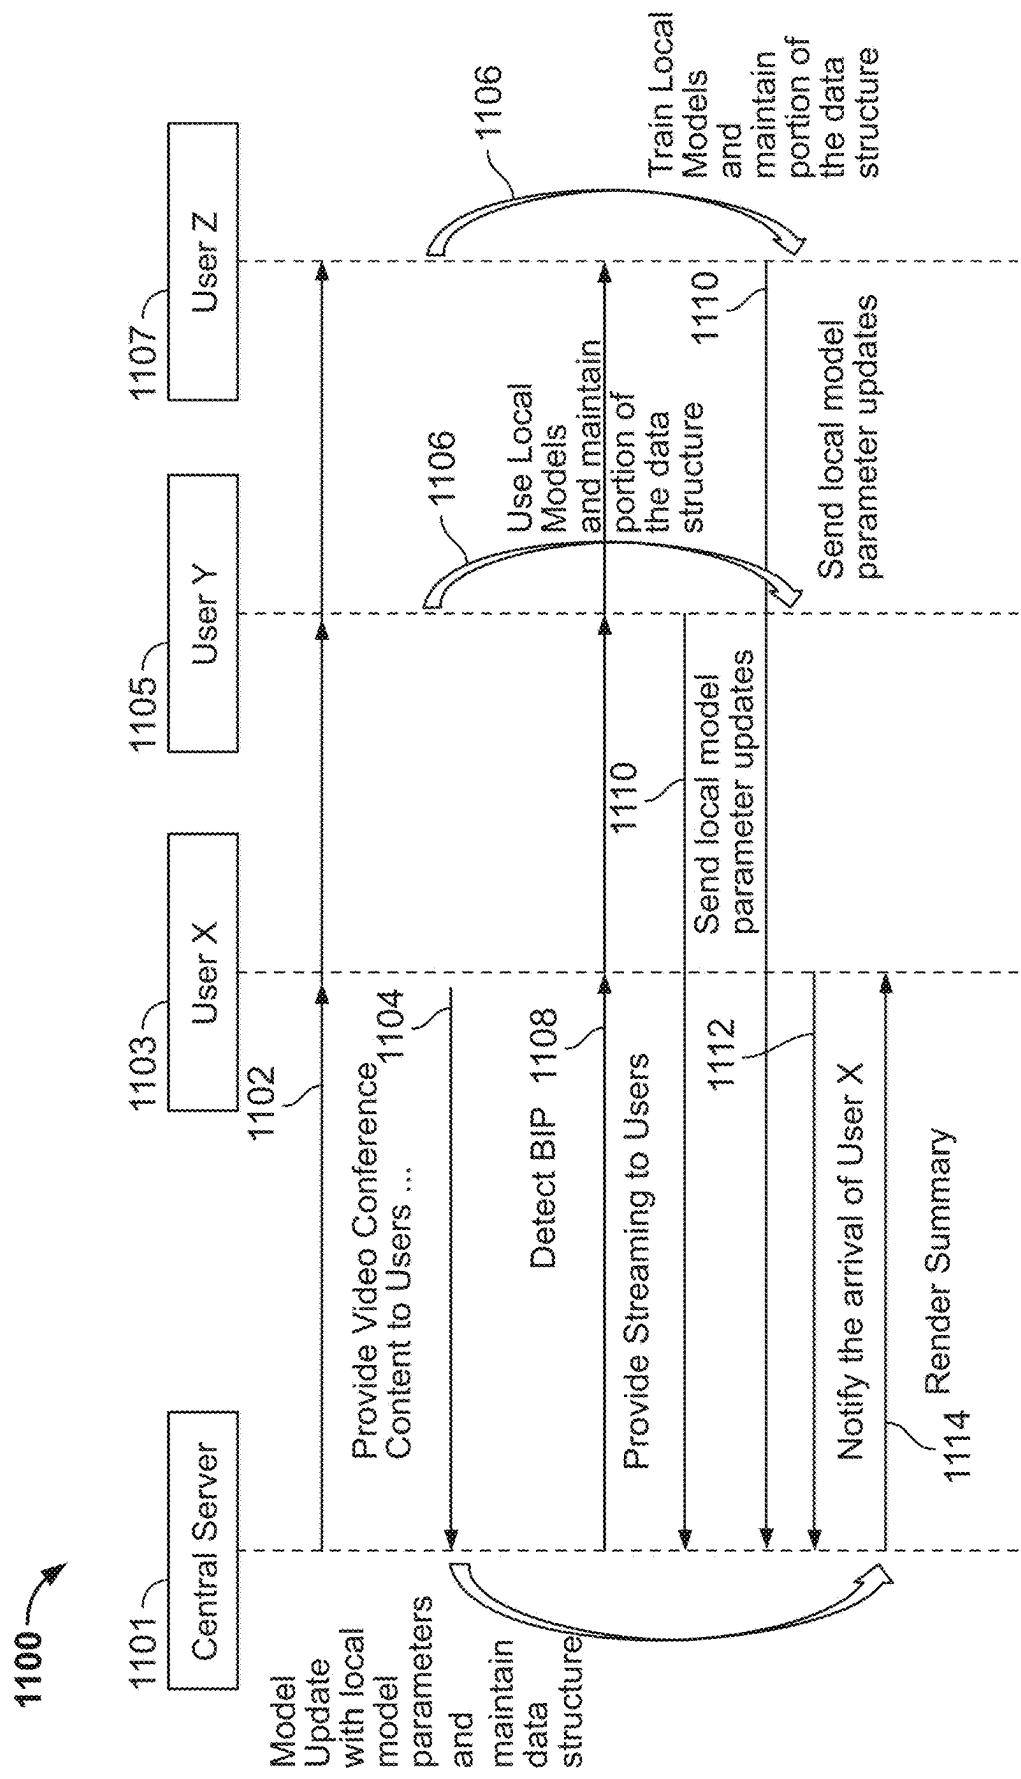 1100
1101
Central Server
1103
User X
1105
User Y
1107
User Z
1102
Provide Video Conference
Content to Users ...
1104
1106
1106
Use Local
Models
and maintain
portion of
the data
structure
Train Local
Models
and
maintain
portion of
the data
structure
Model
Update
with local
model
parameters
and
maintain
data
structure
Detect BIP
1108
Provide Streaming to Users
1110
Send local model
parameter updates
1110
Send local model
parameter updates
1112
Notify the arrival of User X
1114
Render Summary